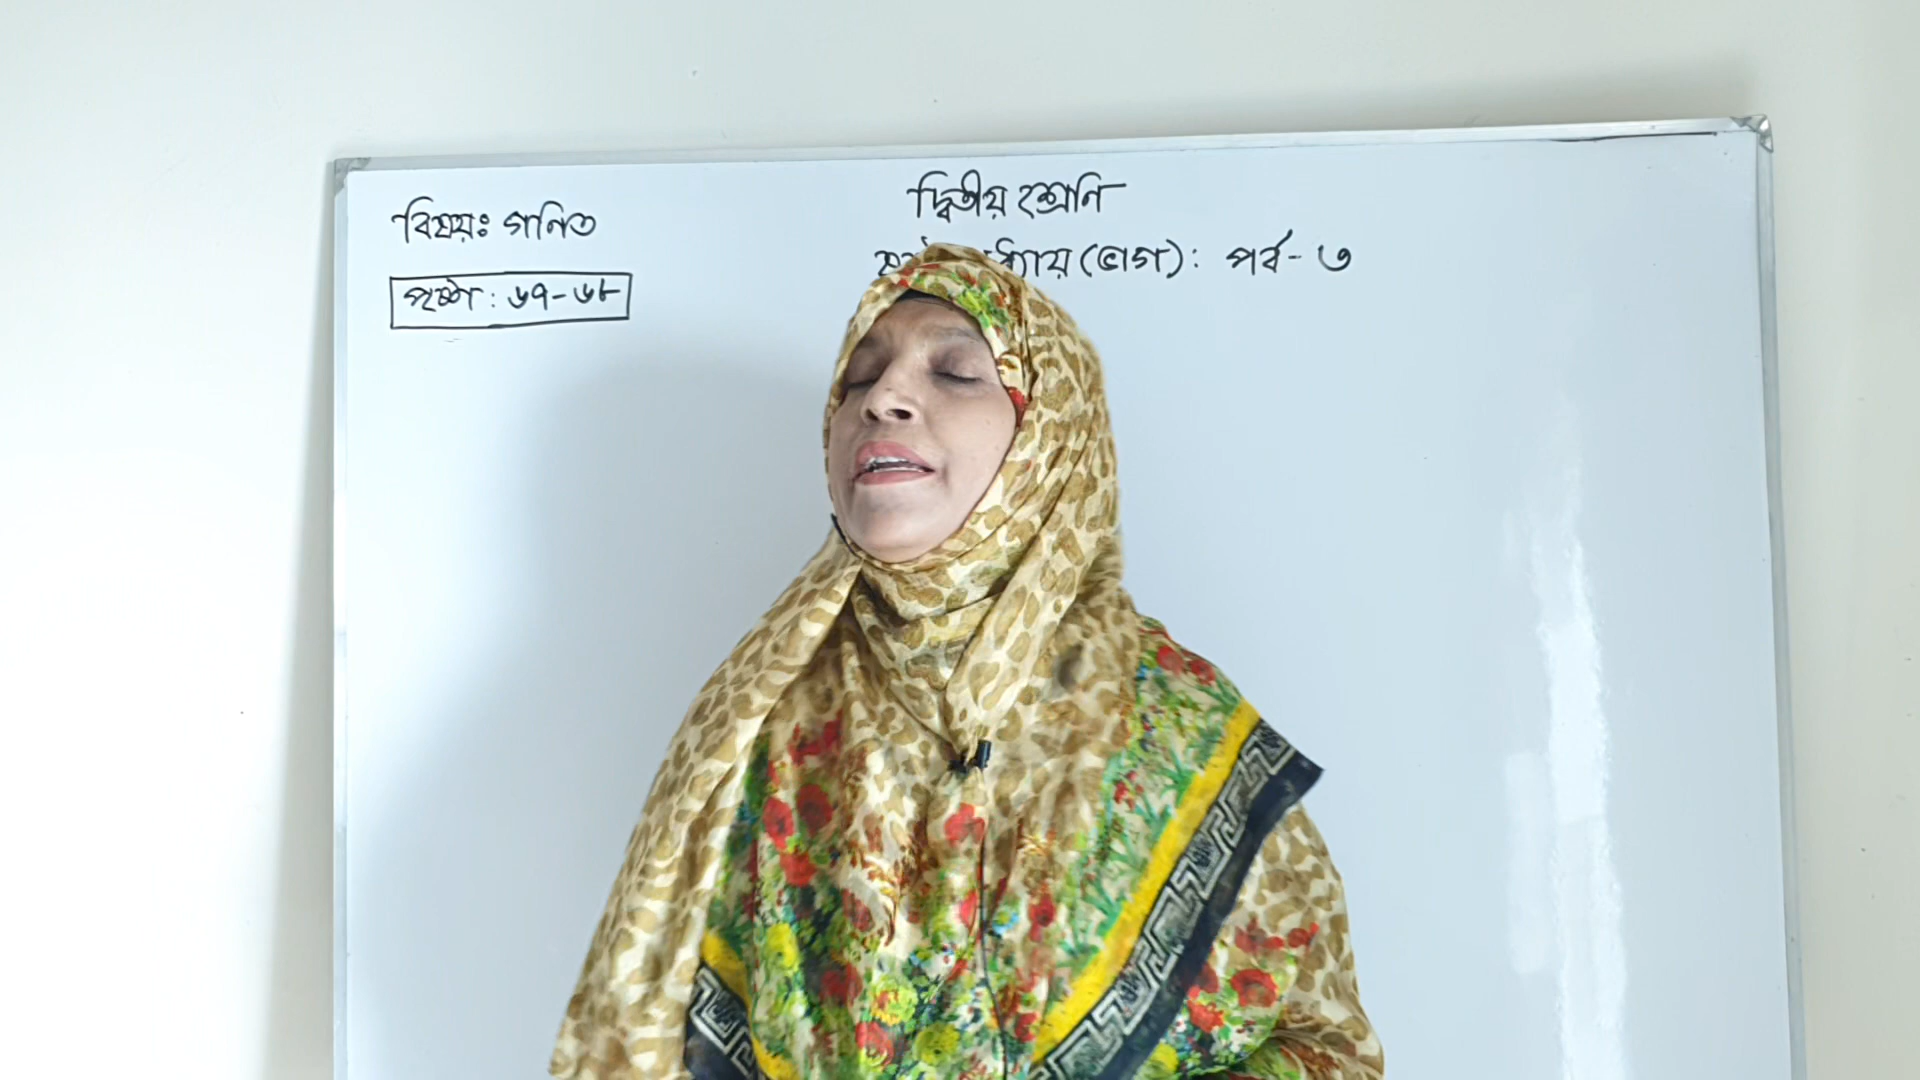 দ্বিতীয় শ্রেণি
বিষয়ঃ গনিত
(ভাগ): পর্ব- ৩
পৃষ্ঠা: ৬৭-৬৮